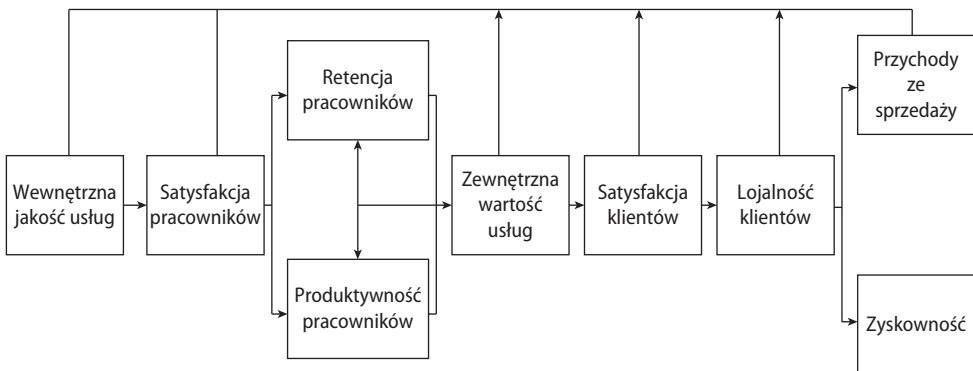 Wewnętrzna
jakość usług
Satysfakcja
pracowników
Retencja
pracowników
Produktywność
pracowników
Zewnętrzna
wartość
usług
Satysfakcja
klientów
Lojalność
klientów
Przychody
ze
sprzedaży
Zyskowność